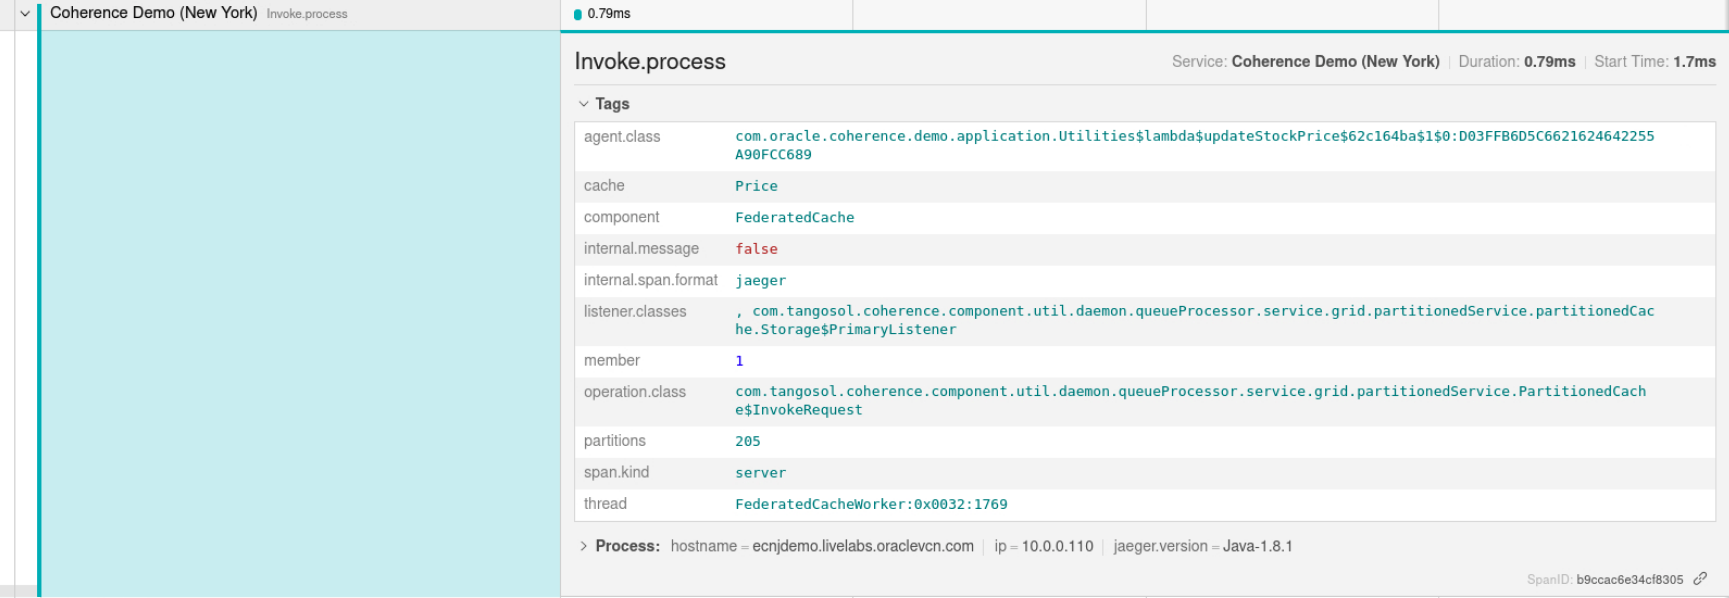 Coherence Demo (New York) Invoke.process 0.79ms
Invoke.process Service: Coherence Demo (New York) Duration: 0.79ms Start Time: 1.7ms
Tags
agent.class com.oracle.coherence.demo.application.Utilities$lambda$updateStockPrice$62c164ba$1$0:D03FFB6D5C6621624642255
A90FCC689
cache Price
component FederatedCache
internal.message false
internal.span.format jaeger
listener.classes , com.tangosol.coherence.component.util.daemon.queueProcessor.service.grid.partitionedService.partitionedCac
he.Storage$PrimaryListener
member 1
operation.class com.tangosol.coherence.component.util.daemon.queueProcessor.service.grid.partitionedService.PartitionedCach
e$InvokeRequest
partitions 205
span.kind server
thread FederatedCacheWorker:0x0032:1769
Process: hostname = ecnjdemo.livelabs.oraclevcn.com ip = 10.0.0.110 jaeger.version = Java-1.8.1
SpanID: b9ccac6e34cf8305